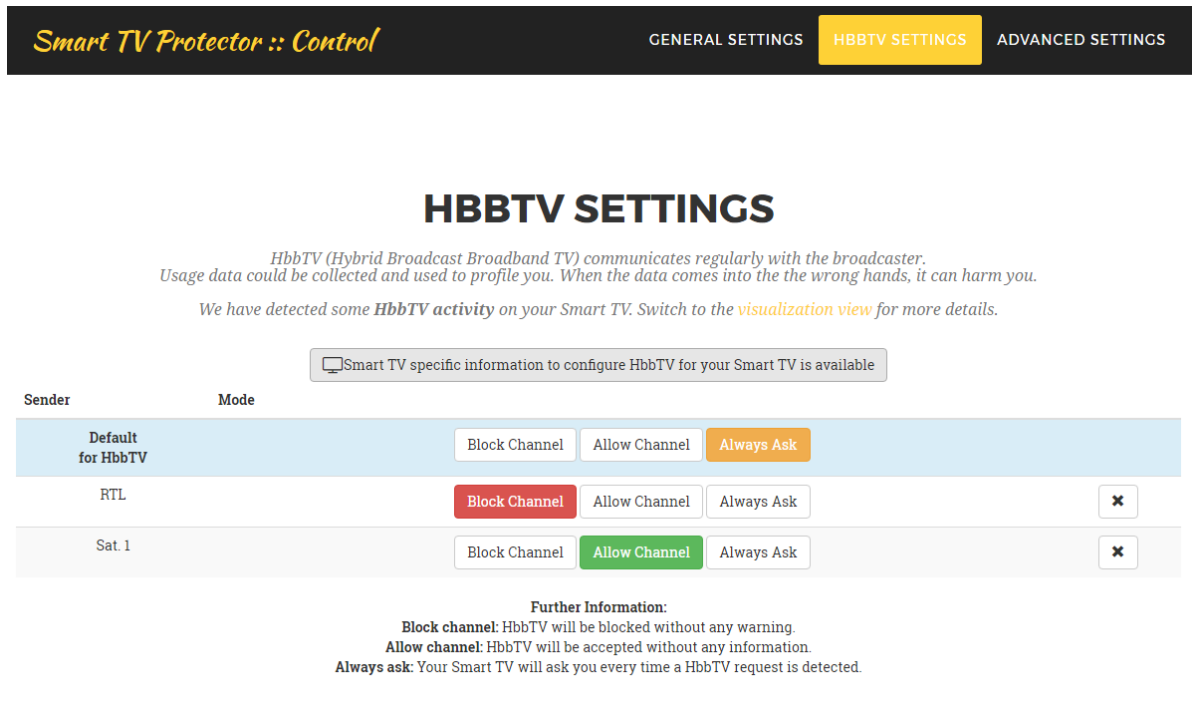 Smart TV Protector :: Control
GENERAL SETTINGS
HBBTV SETTINGS
ADVANCED SETTINGS
HBBTV SETTINGS
HbbTV (Hybrid Broadcast Broadband TV) communicates regularly with the broadcaster.
Usage data could be collected and used to profile you. When the data comes into the the wrong hands, it can harm you.
We have detected some HbbTV activity on your Smart TV. Switch to the visualization view for more details.
Smart TV specific information to configure HbbTV for your Smart TV is available
Sender Mode
Default
for HbbTV
Block Channel Allow Channel Always Ask
RTL
Block Channel Allow Channel Always Ask
Sat. 1
Block Channel Allow Channel Always Ask
Further Information:
Block channel: HbbTV will be blocked without any warning.
Allow channel: HbbTV will be accepted without any information.
Always ask: Your Smart TV will ask you every time a HbbTV request is detected.